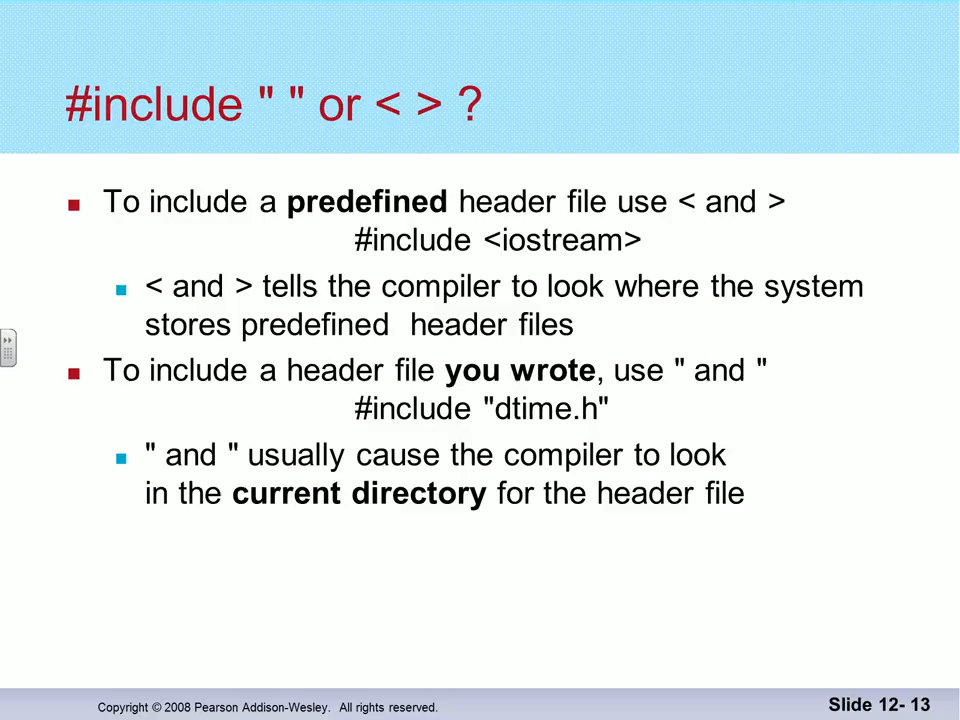 #include " " or < > ?
To include a predefined header file use < and >
#include <iostream>
< and > tells the compiler to look where the system
stores predefined header files
To include a header file you wrote, use " and "
#include "dtime.h"
" and " usually cause the compiler to look
in the current directory for the header file
Copyright © 2008 Pearson Addison-Wesley. All rights reserved.
Slide 12- 13